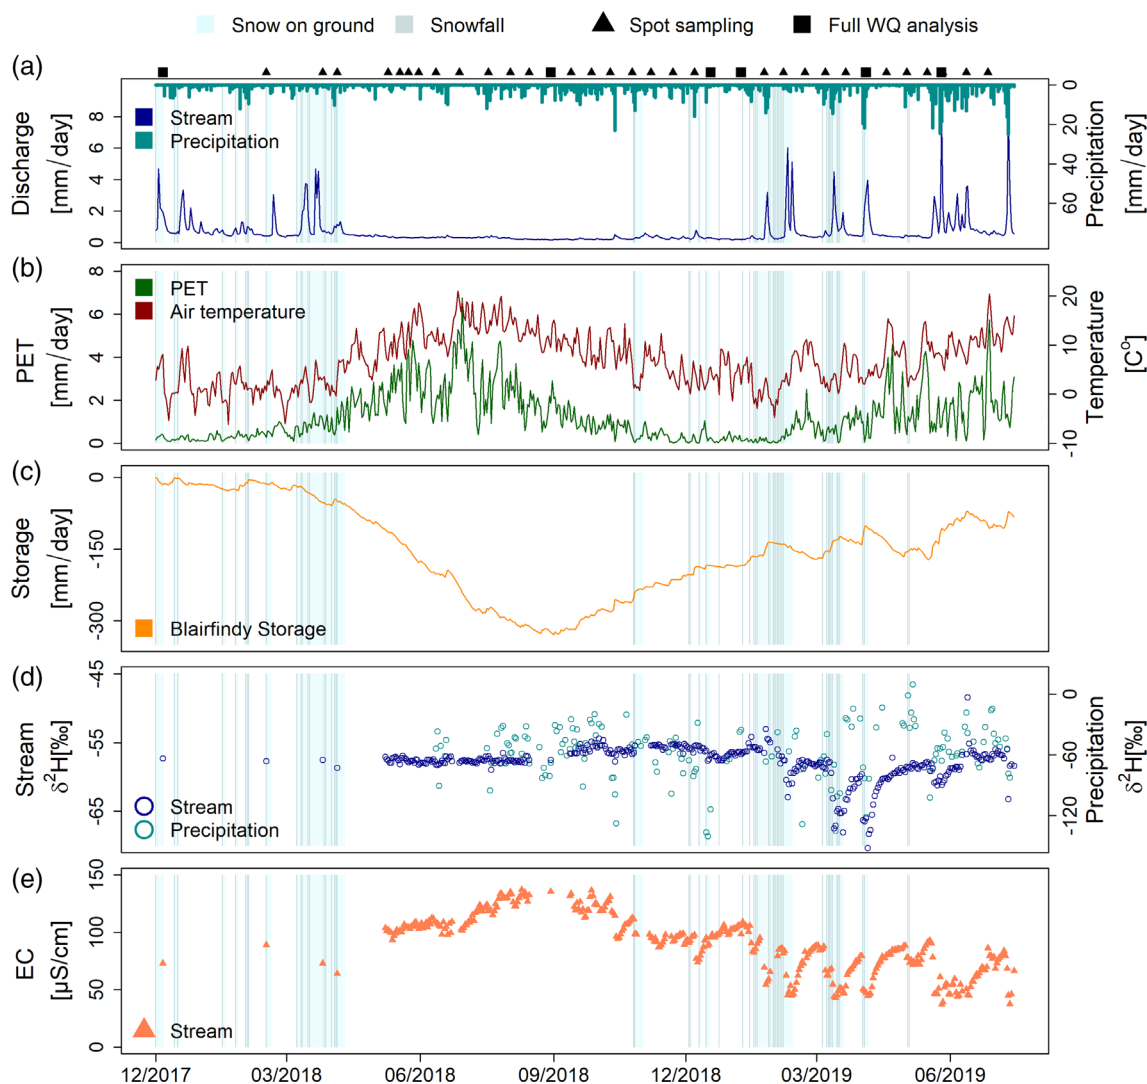 Snow on ground Snowfall Spot sampling Full WQ analysis
(a)
Discharge
[mm/day]
8
6
4
2
0
Stream
Precipitation
0
20
40
60
Precipitation
[mm/day]
(b)
PET
[mm/day]
8
6
4
2
0
PET
Air temperature
20
10
0
-10
Temperature
[C°]
(c)
Storage
[mm/day]
0
-150
-300
Blairfindy Storage
(d)
Stream
δ²H[‰]
-45
-55
-65
Stream
Precipitation
0
-60
-120
Precipitation
δ²H[‰]
(e)
EC
[µS/cm]
150
100
50
0
Stream
12/2017 03/2018 06/2018 09/2018 12/2018 03/2019 06/2019